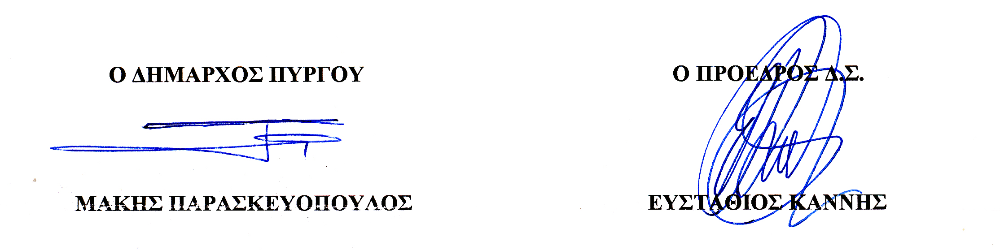 Ο ΔΗΜΑΡΧΟΣ ΠΥΡΓΟΥ
ΜΑΚΗΣ ΠΑΡΑΣΚΕΥΟΠΟΥΛΟΣ
Ο ΠΡΟΕΔΡΟΣ Δ.Σ.
ΕΥΣΤΑΘΙΟΣ ΚΑΝΝΗΣ